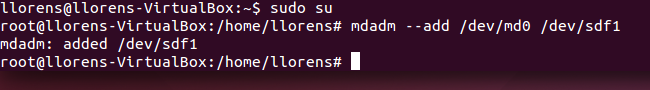 llorens@llorens-VirtualBox:~$ sudo su
root@llorens-VirtualBox:/home/llorens# mdadm --add /dev/md0 /dev/sdf1
mdadm: added /dev/sdf1
root@llorens-VirtualBox:/home/llorens#